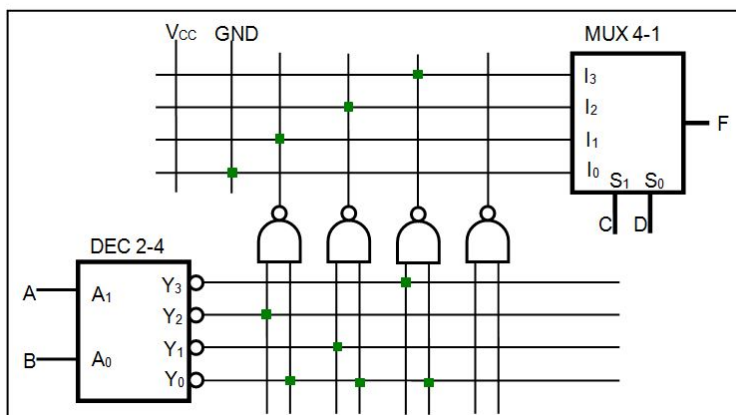 VCC GND
MUX 4-1
I3
I2
I1
I0
S1 S0
F
C D
DEC 2-4
A
A1
B
A0
Y3
Y2
Y1
Y0